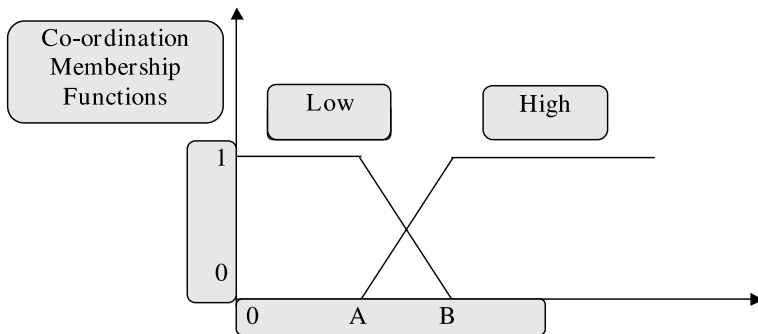 Co-ordination
Membership
Functions
Low
High
1
0
0 A B